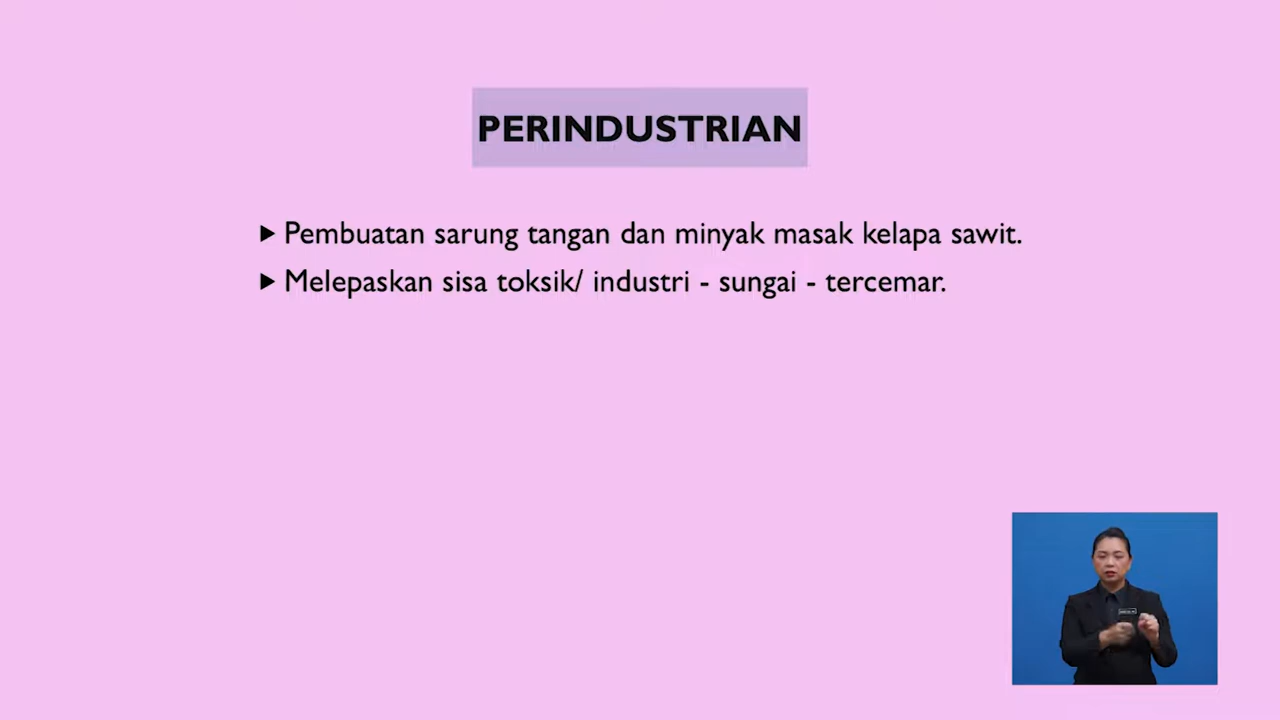 PERINDUSTRIAN
Pembuatan sarung tangan dan minyak masak kelapa sawit.
Melepaskan sisa toksik/ industri - sungai - tercemar.